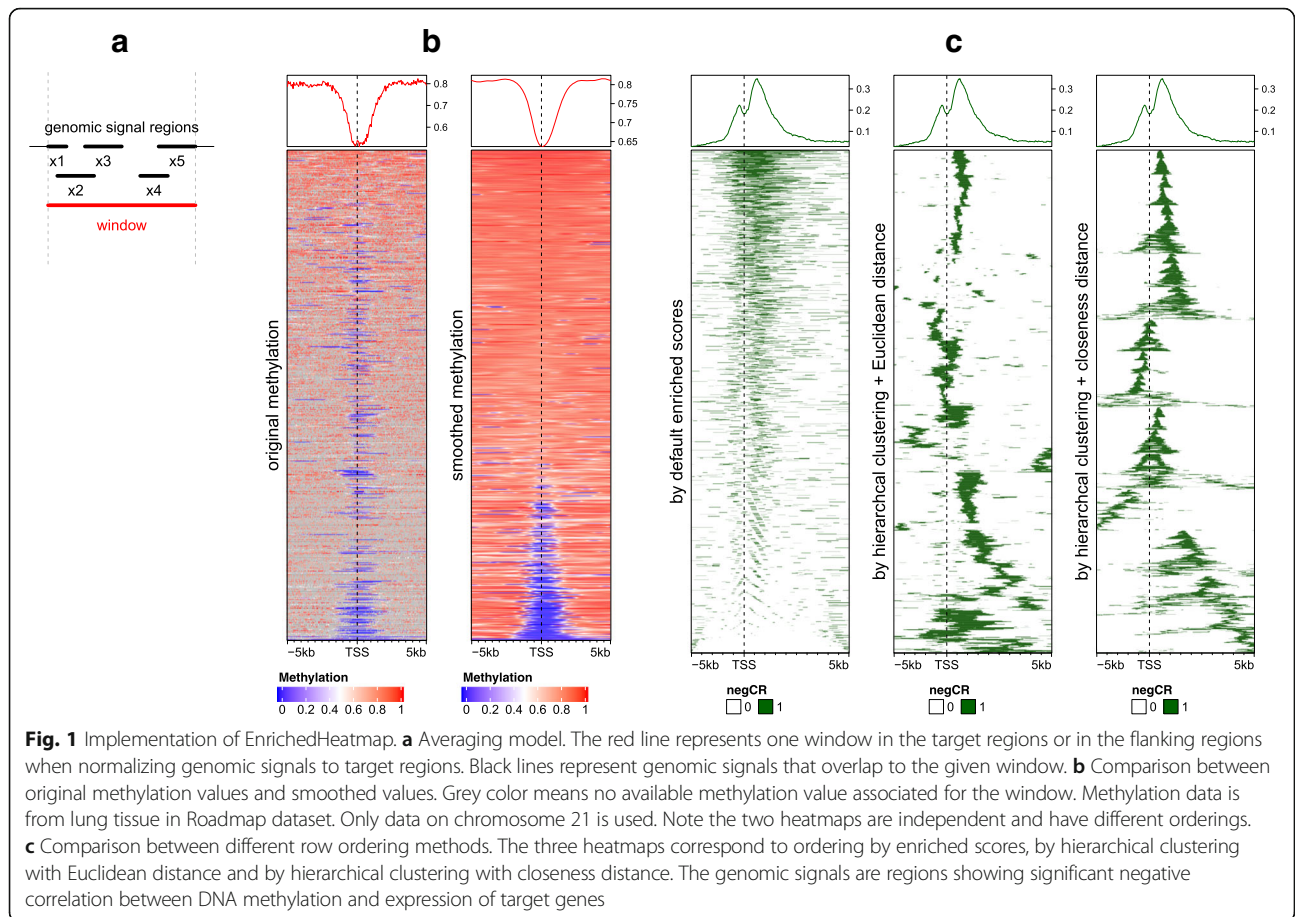 a
b
c
genomic signal regions
x1 x3 x5
x2 x4
window
0.8
0.7
0.6
0.8
0.75
0.7
0.65
0.3
0.2
0.1
0.3
0.2
0.1
0.3
0.2
0.1
original methylation
smoothed methylation
by default enriched scores
by hierarchcal clustering + Euclidean distance
by hierarchcal clustering + closeness distance
−5kb TSS 5kb
−5kb TSS 5kb
−5kb TSS 5kb
−5kb TSS 5kb
−5kb TSS 5kb
Methylation
0 0.2 0.4 0.6 0.8 1
Methylation
0 0.2 0.4 0.6 0.8 1
negCR
0 1
negCR
0 1
negCR
0 1
Fig. 1 Implementation of EnrichedHeatmap. a Averaging model. The red line represents one window in the target regions or in the flanking regions
when normalizing genomic signals to target regions. Black lines represent genomic signals that overlap to the given window. b Comparison between
original methylation values and smoothed values. Grey color means no available methylation value associated for the window. Methylation data is
from lung tissue in Roadmap dataset. Only data on chromosome 21 is used. Note the two heatmaps are independent and have different orderings.
c Comparison between different row ordering methods. The three heatmaps correspond to ordering by enriched scores, by hierarchical clustering
with Euclidean distance and by hierarchical clustering with closeness distance. The genomic signals are regions showing significant negative
correlation between DNA methylation and expression of target genes